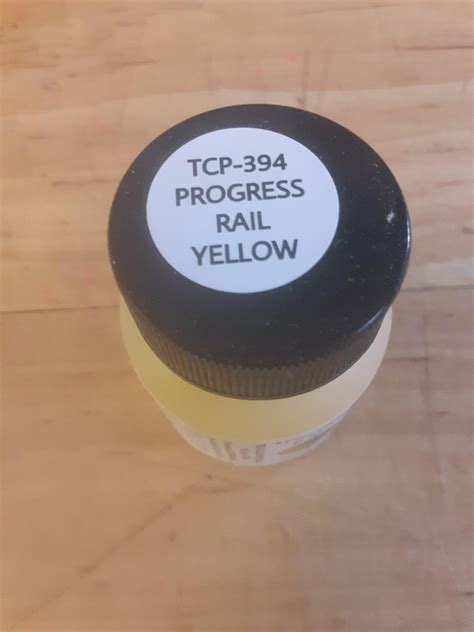 TCP-394
PROGRESS
RAIL
YELLOW